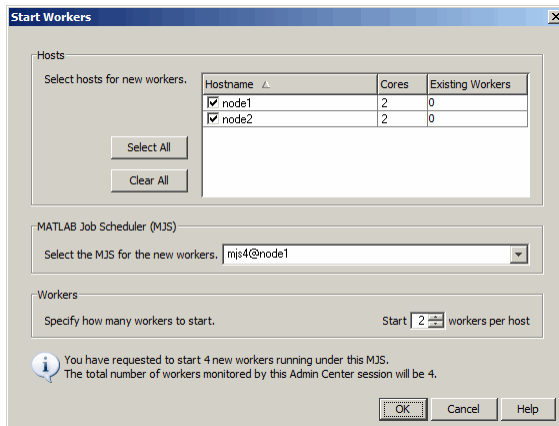 Start Workers
Hosts
Select hosts for new workers.
Hostname Cores Existing Workers
node1 2 0
node2 2 0
Select All
Clear All
MATLAB Job Scheduler (MJS)
Select the MJS for the new workers. mjs4@node1
Workers
Specify how many workers to start. Start 2 workers per host
You have requested to start 4 new workers running under this MJS.
The total number of workers monitored by this Admin Center session will be 4.
OK Cancel Help